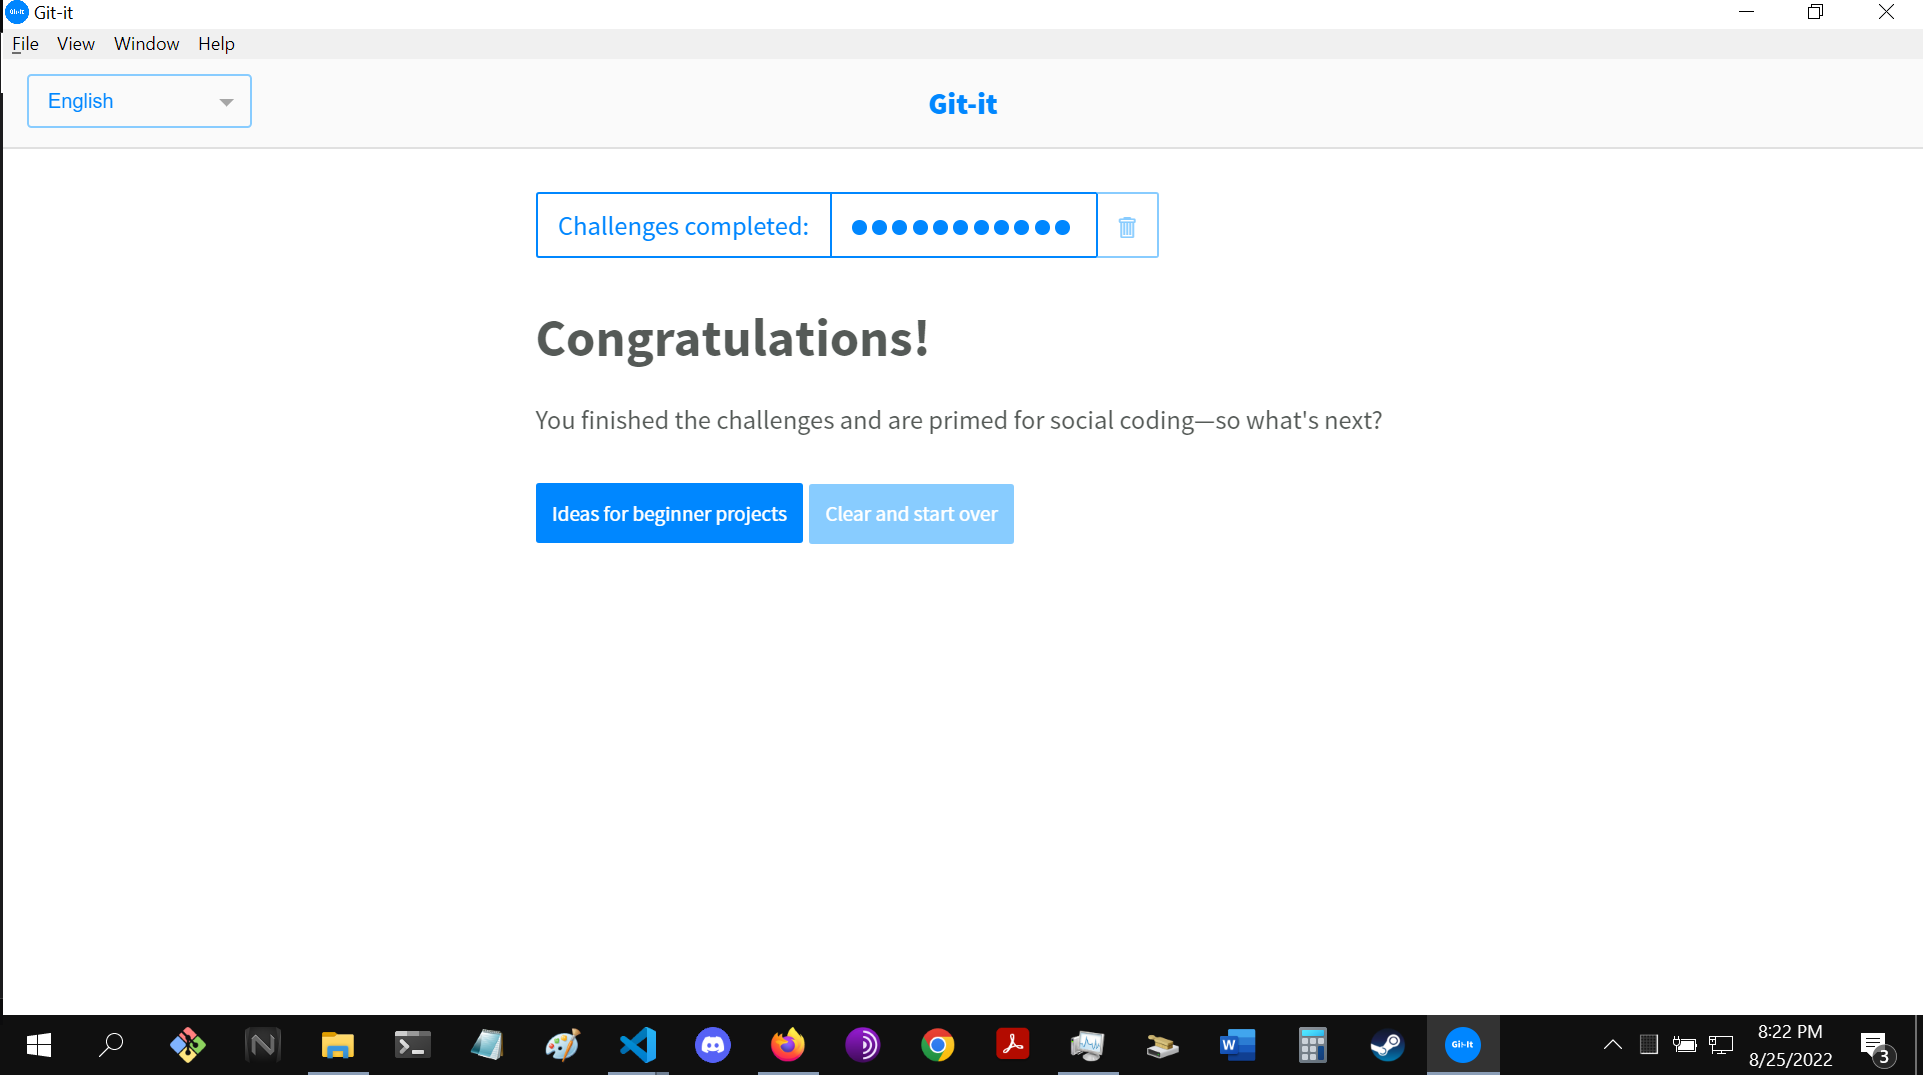 Git-it
File View Window Help
English
Git-it
Challenges completed:
Congratulations!
You finished the challenges and are primed for social coding—so what's next?
Ideas for beginner projects
Clear and start over
Git-It
8:22 PM
8/25/2022
3